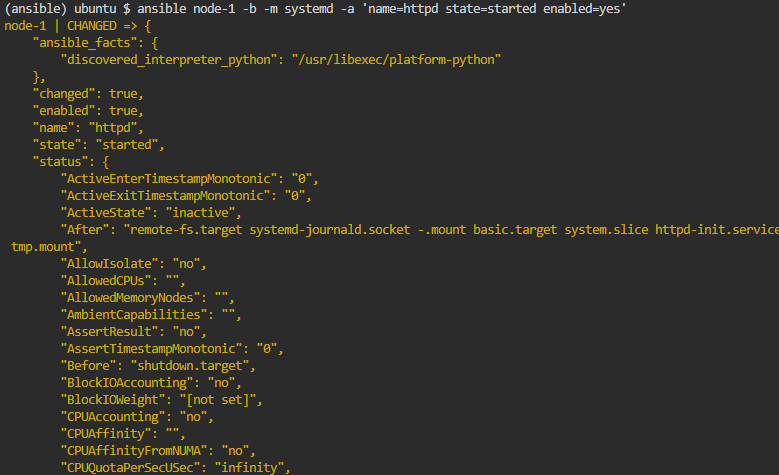 (ansible) ubuntu $ ansible node-1 -b -m systemd -a 'name=httpd state=started enabled=yes'
node-1 | CHANGED => {
    "ansible_facts": {
        "discovered_interpreter_python": "/usr/libexec/platform-python"
    },
    "changed": true,
    "enabled": true,
    "name": "httpd",
    "state": "started",
    "status": {
        "ActiveEnterTimestampMonotonic": "0",
        "ActiveExitTimestampMonotonic": "0",
        "ActiveState": "inactive",
        "After": "remote-fs.target systemd-journald.socket -.mount basic.target system.slice httpd-init.service
 tmp.mount",
        "AllowIsolate": "no",
        "AllowedCPUs": "",
        "AllowedMemoryNodes": "",
        "AmbientCapabilities": "",
        "AssertResult": "no",
        "AssertTimestampMonotonic": "0",
        "Before": "shutdown.target",
        "BlockIOAccounting": "no",
        "BlockIOWeight": "[not set]",
        "CPUAccounting": "no",
        "CPUAffinity": "",
        "CPUAffinityFromNUMA": "no",
        "CPUQuotaPerSecUSec": "infinity",